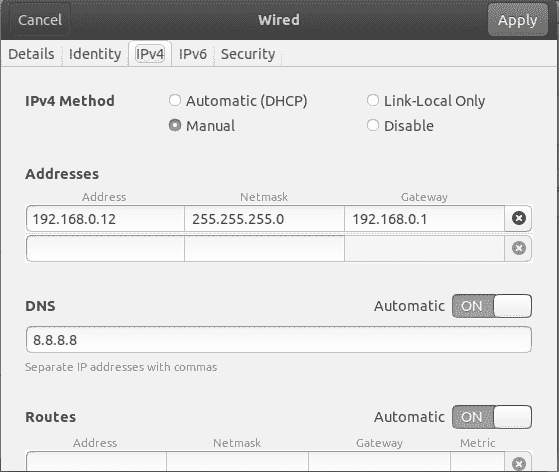 Cancel Wired Apply
Details Identity IPv4 IPv6 Security
IPv4 Method Automatic (DHCP) Link-Local Only
Manual Disable
Addresses
Address Netmask Gateway
192.168.0.12 255.255.255.0 192.168.0.1
DNS Automatic ON
8.8.8.8
Separate IP addresses with commas
Routes Automatic ON
Address Netmask Gateway Metric